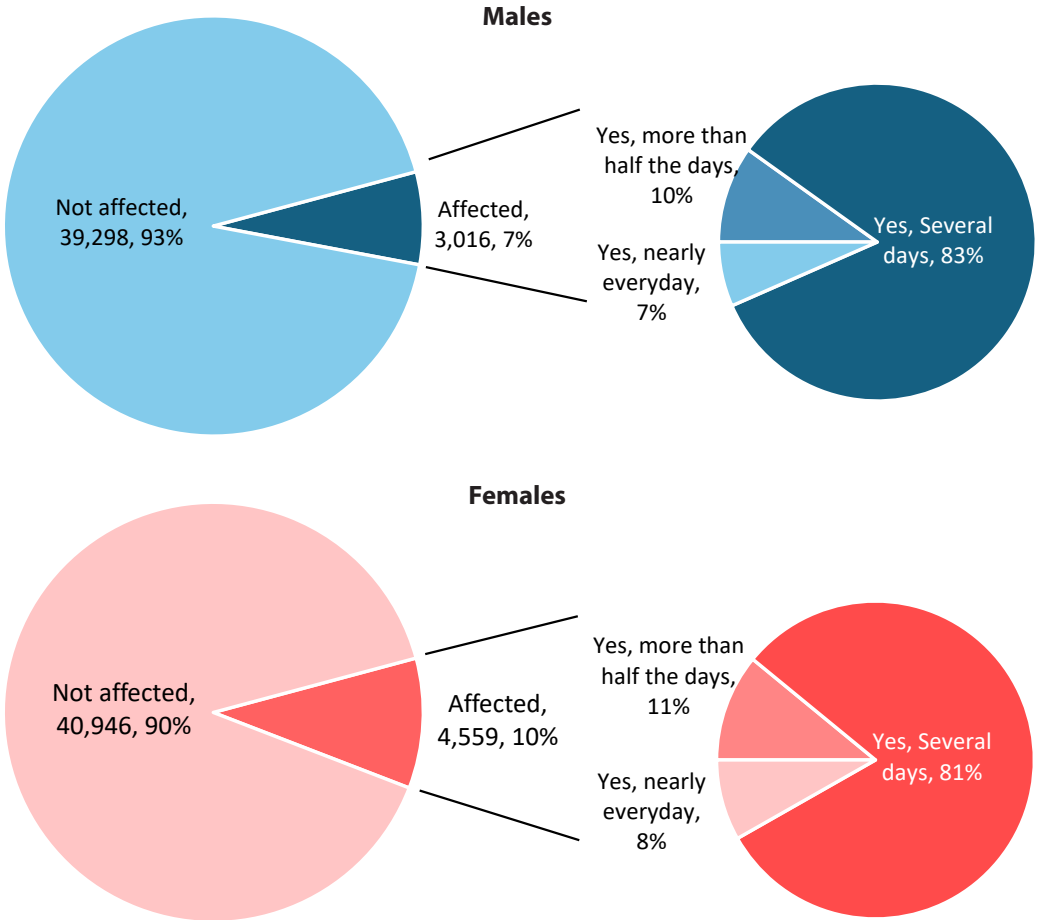 Males
Not affected,
39,298, 93%
Affected,
3,016, 7%
Yes, more than
half the days,
10%
Yes, nearly
everyday,
7%
Yes, Several
days, 83%
Females
Not affected,
40,946, 90%
Affected,
4,559, 10%
Yes, more than
half the days,
11%
Yes, nearly
everyday,
8%
Yes, Several
days, 81%